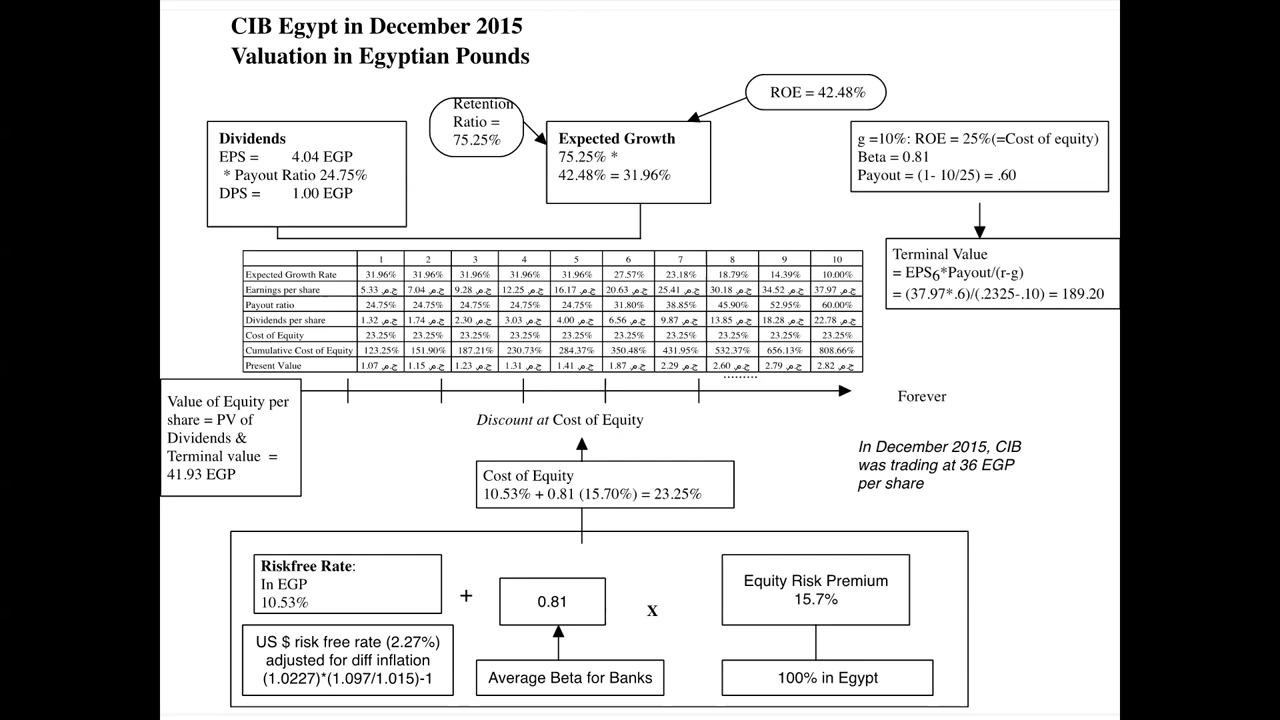 CIB Egypt in December 2015
Valuation in Egyptian Pounds
Retention
Ratio =
75.25%
ROE = 42.48%
Dividends
EPS = 4.04 EGP
* Payout Ratio 24.75%
DPS = 1.00 EGP
Expected Growth
75.25% *
42.48% = 31.96%
g =10%: ROE = 25%(=Cost of equity)
Beta = 0.81
Payout = (1- 10/25) = .60
Terminal Value
= EPS6*Payout/(r-g)
= (37.97*.6)/(.2325-.10) = 189.20
1 2 3 4 5 6 7 8 9 10
Expected Growth Rate 31.96% 31.96% 31.96% 31.96% 31.96% 27.57% 23.18% 18.79% 14.39% 10.00%
Earnings per share ج.م. 5.33 ج.م. 7.04 ج.م. 9.28 ج.م. 12.25 ج.م. 16.17 ج.م. 20.63 ج.م. 25.41 ج.م. 30.18 ج.م. 34.52 ج.م. 37.97
Payout ratio 24.75% 24.75% 24.75% 24.75% 24.75% 31.80% 38.85% 45.90% 52.95% 60.00%
Dividends per share ج.م. 1.32 ج.م. 1.74 ج.م. 2.30 ج.م. 3.03 ج.م. 4.00 ج.م. 6.56 ج.م. 9.87 ج.م. 13.85 ج.م. 18.28 ج.م. 22.78
Cost of Equity 23.25% 23.25% 23.25% 23.25% 23.25% 23.25% 23.25% 23.25% 23.25% 23.25%
Cumulative Cost of Equity 123.25% 151.90% 187.21% 230.73% 284.37% 350.48% 431.95% 532.37% 656.13% 808.66%
Present Value ج.م. 1.07 ج.م. 1.15 ج.م. 1.23 ج.م. 1.31 ج.م. 1.41 ج.م. 1.87 ج.م. 2.29 ج.م. 2.60 ج.م. 2.79 ج.م. 2.82
.........
Value of Equity per
share = PV of
Dividends &
Terminal value =
41.93 EGP
Forever
Discount at Cost of Equity
In December 2015, CIB
was trading at 36 EGP
per share
Cost of Equity
10.53% + 0.81 (15.70%) = 23.25%
Riskfree Rate:
In EGP
10.53%
+
0.81
X
Equity Risk Premium
15.7%
US $ risk free rate (2.27%)
adjusted for diff inflation
(1.0227)*(1.097/1.015)-1
Average Beta for Banks
100% in Egypt